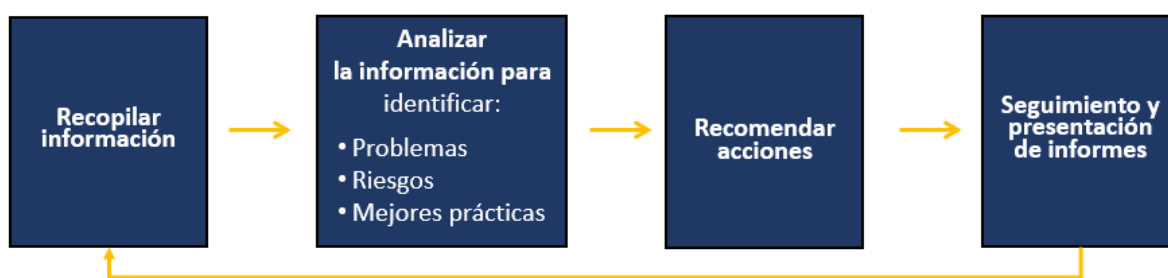 Recopilar
información
Analizar
la información para
identificar:
• Problemas
• Riesgos
• Mejores prácticas
Recomendar
acciones
Seguimiento y
presentación
de informes